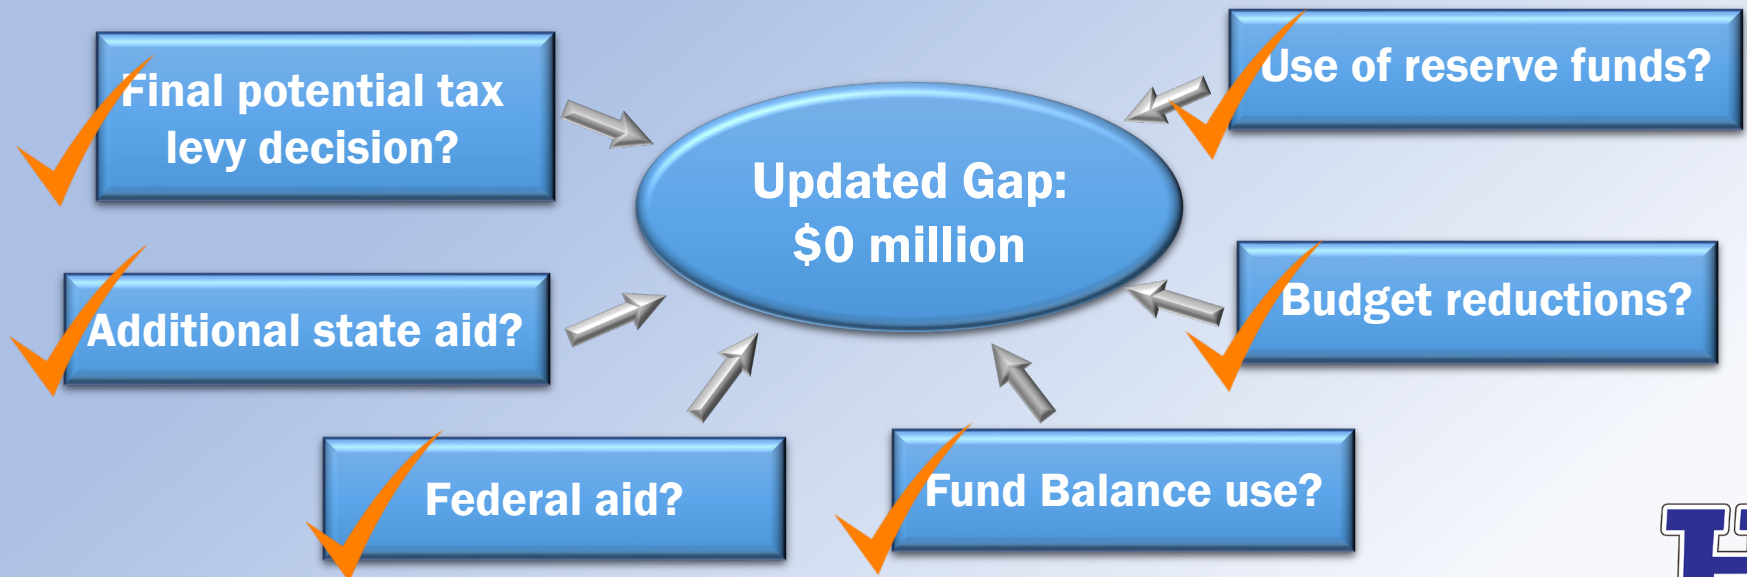 Final potential tax
levy decision?
Use of reserve funds?
Updated Gap:
$0 million
Additional state aid?
Budget reductions?
Federal aid?
Fund Balance use?